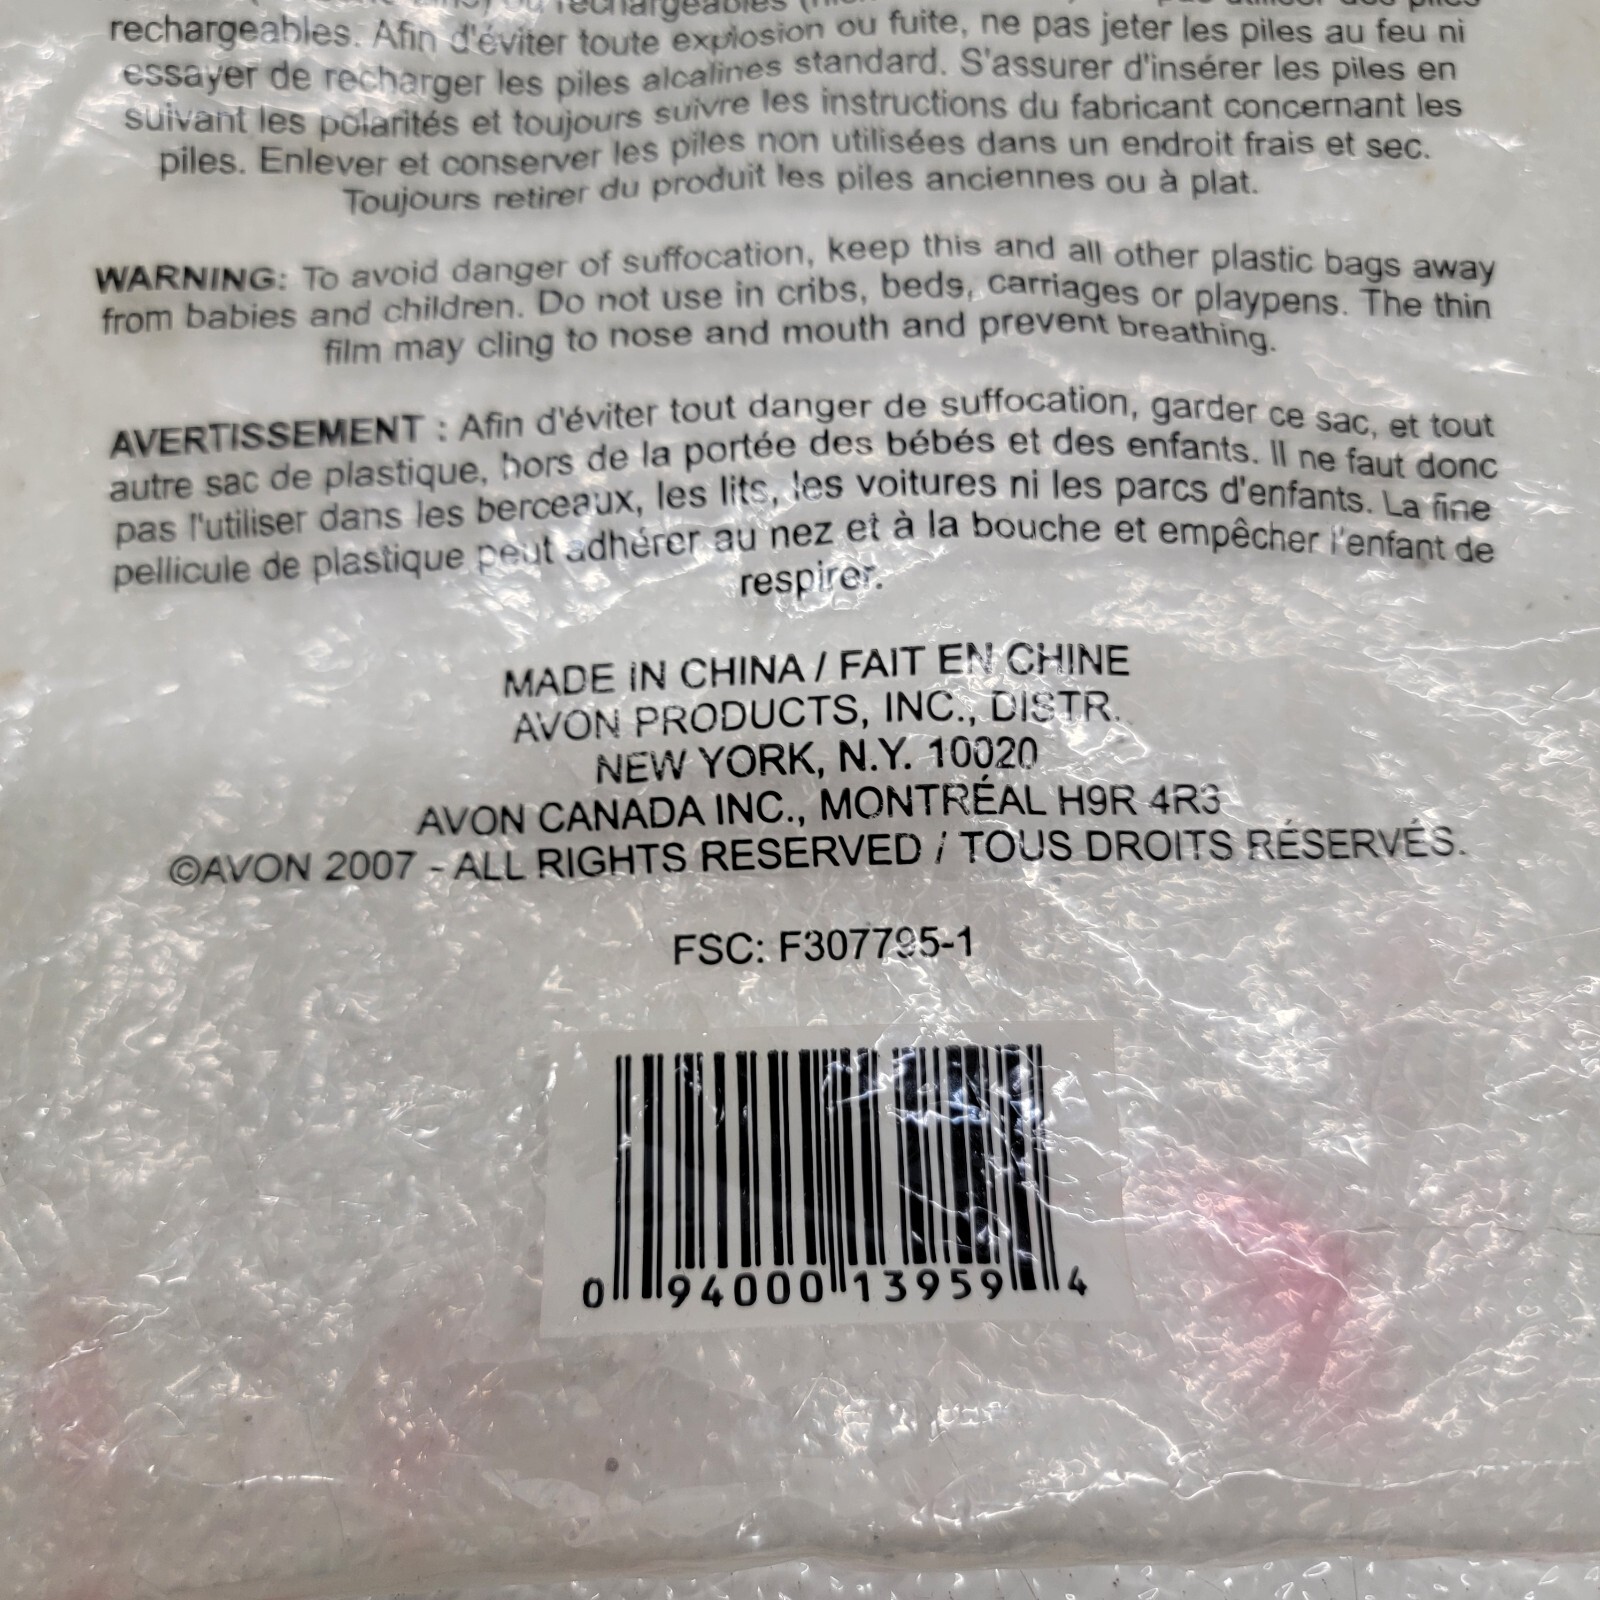 rechargeables
rechargeables. Afin d'éviter toute explosion ou fuite, ne pas jeter les piles au feu ni
essayer de recharger les piles alcalines standard. S'assurer d'insérer les piles en
suivant les polarités et toujours suivre les instructions du fabricant concernant les
piles. Enlever et conserver les piles non utilisées dans un endroit frais et sec.
Toujours retirer du produit les piles anciennes ou à plat.
WARNING: To avoid danger of suffocation, keep this and all other plastic bags away
from babies and children. Do not use in cribs, beds, carriages or playpens. The thin
film may cling to nose and mouth and prevent breathing.
AVERTISSEMENT : Afin d'éviter tout danger de suffocation, garder ce sac, et tout
autre sac de plastique, hors de la portée des bébés et des enfants. Il ne faut donc
pas l'utiliser dans les berceaux, les lits, les voitures ni les parcs d'enfants. La fine
pellicule de plastique peut adhérer au nez et à la bouche et empêcher l'enfant de
respirer.
MADE IN CHINA / FAIT EN CHINE
AVON PRODUCTS, INC., DISTR.
NEW YORK, N.Y. 10020
AVON CANADA INC., MONTRÉAL H9R 4R3
©AVON 2007 - ALL RIGHTS RESERVED / TOUS DROITS RÉSERVÉS.
FSC: F307795-1
0 94000 13959 4